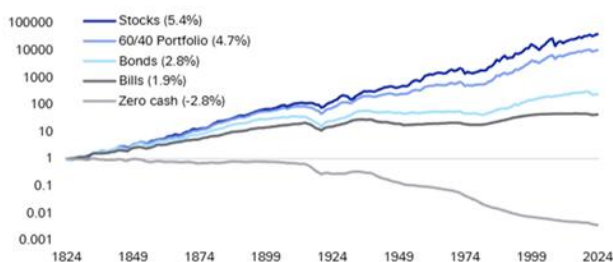 100000
10000
1000
100
10
1
0.1
0.01
0.001
Stocks (5.4%)
60/40 Portfolio (4.7%)
Bonds (2.8%)
Bills (1.9%)
Zero cash (-2.8%)
1824 1849 1874 1899 1924 1949 1974 1999 2024